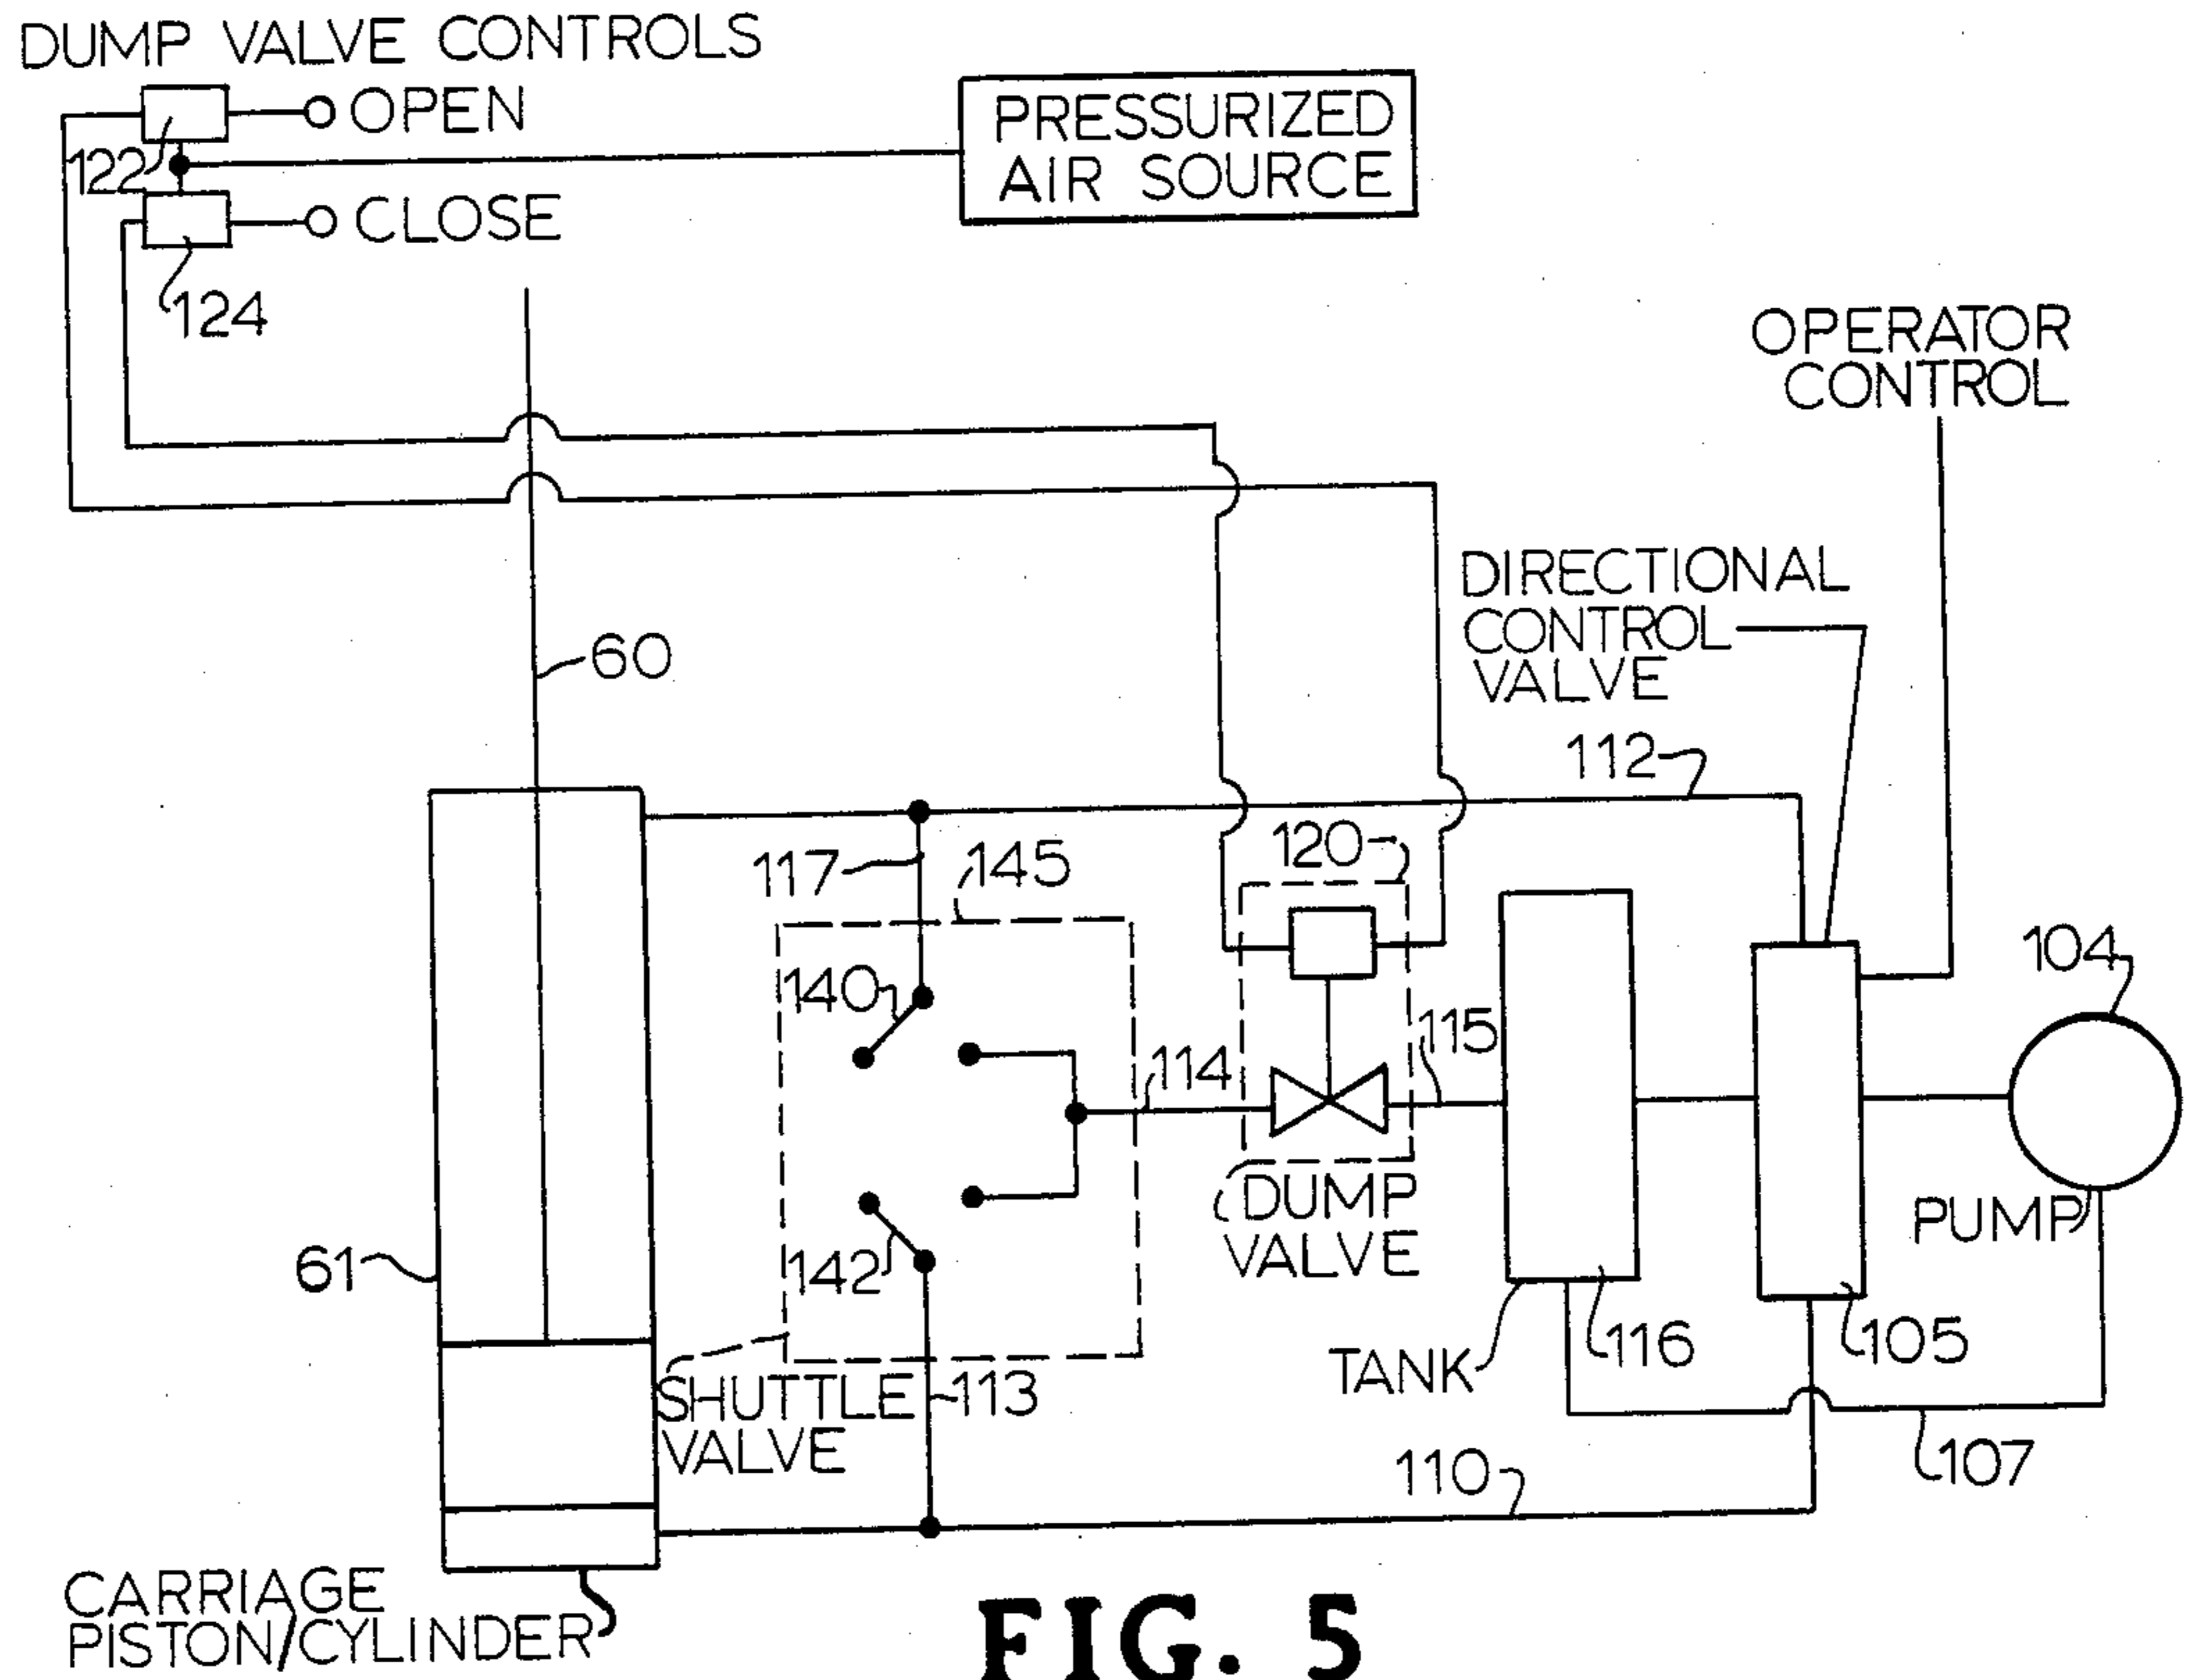 DUMP VALVE CONTROLS
OPEN
122
CLOSE
124
PRESSURIZED
AIR SOURCE
OPERATOR
CONTROL
DIRECTIONAL
CONTROL
VALVE
60
112
117
145
120
140
104
114
115
142
DUMP
VALVE
PUMP
61
116
105
TANK
SHUTTLE
VALVE
113
110
107
CARRIAGE
PISTON/CYLINDER
FIG. 5